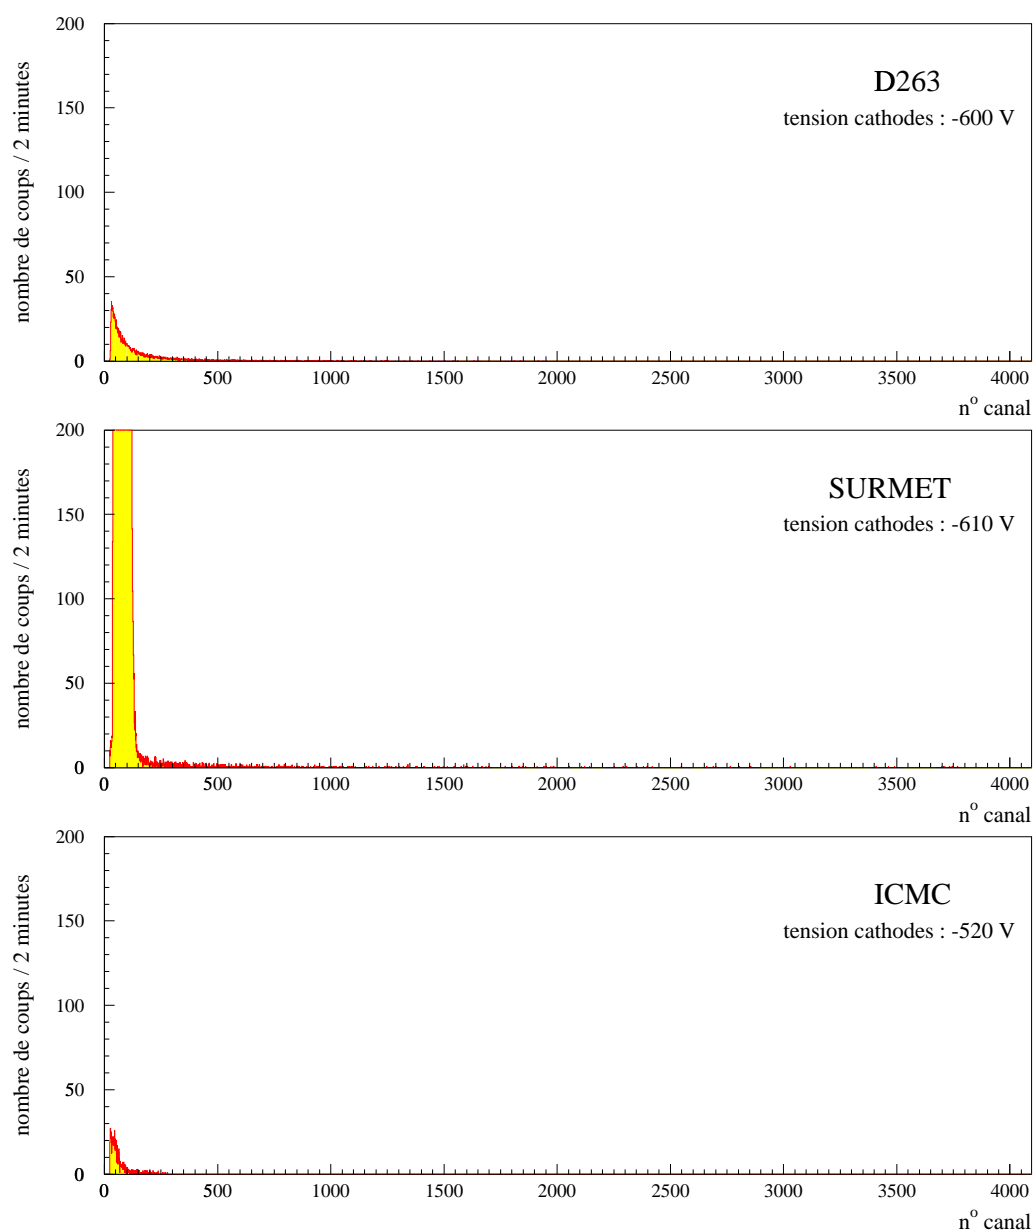 200
150
100
50
0
nombre de coups / 2 minutes
D263
tension cathodes : -600 V
0 500 1000 1500 2000 2500 3000 3500 4000
n° canal
200
150
100
50
0
nombre de coups / 2 minutes
SURMET
tension cathodes : -610 V
0 500 1000 1500 2000 2500 3000 3500 4000
n° canal
200
150
100
50
0
nombre de coups / 2 minutes
ICMC
tension cathodes : -520 V
0 500 1000 1500 2000 2500 3000 3500 4000
n° canal